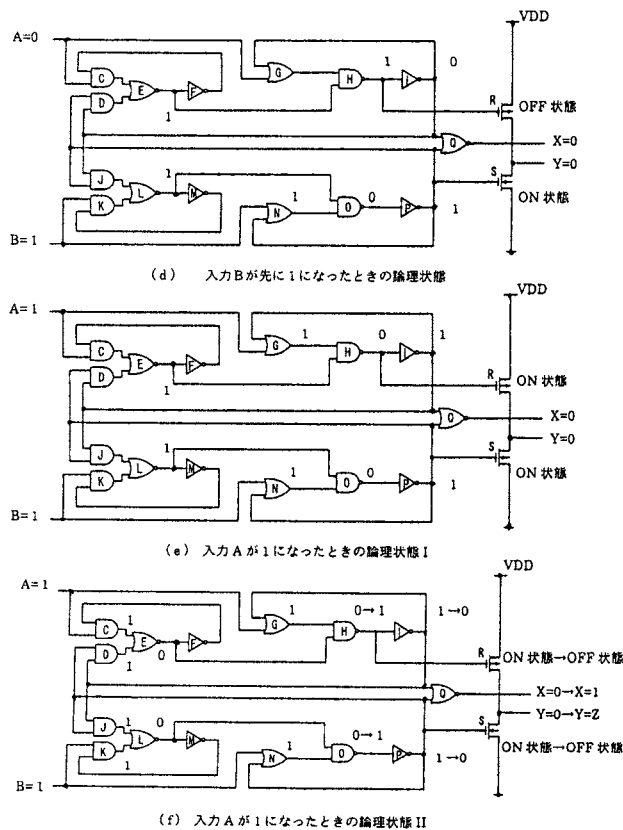 VDD
A=0
C
D
E
F
1
G
H
1
I
0
R
OFF 状態
Q
X=0
Y=0
J
K
L
1
M
N
1
O
0
P
1
S
ON 状態
B=1
(d) 入力Bが先に1になったときの論理状態
VDD
A=1
C
D
E
F
1
G
1
H
0
I
1
R
ON 状態
Q
X=0
Y=0
J
K
L
1
M
N
1
O
0
P
1
S
ON 状態
B=1
(e) 入力Aが1になったときの論理状態I
VDD
A=1
C
1
D
1
E
0
F
G
1
H
0→1
I
1→0
R
ON 状態→OFF 状態
Q
X=0→X=1
Y=0→Y=Z
J
1
K
1
L
0
M
N
1
O
0→1
P
1→0
S
ON 状態→OFF 状態
B=1
(f) 入力Aが1になったときの論理状態II